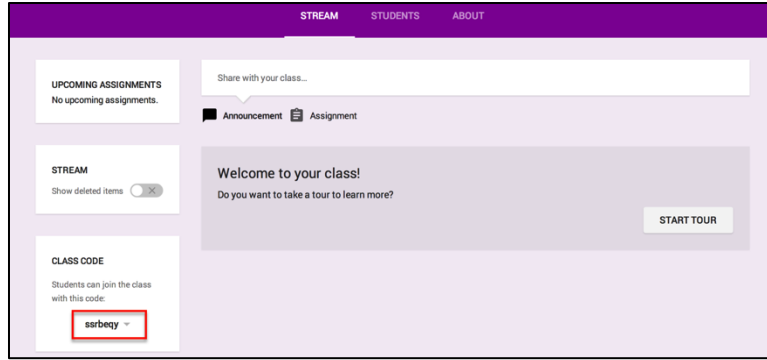 STREAM STUDENTS ABOUT
UPCOMING ASSIGNMENTS
No upcoming assignments.
Share with your class...
Announcement Assignment
STREAM
Show deleted items
Welcome to your class!
Do you want to take a tour to learn more?
START TOUR
CLASS CODE
Students can join the class
with this code:
ssrbeqy